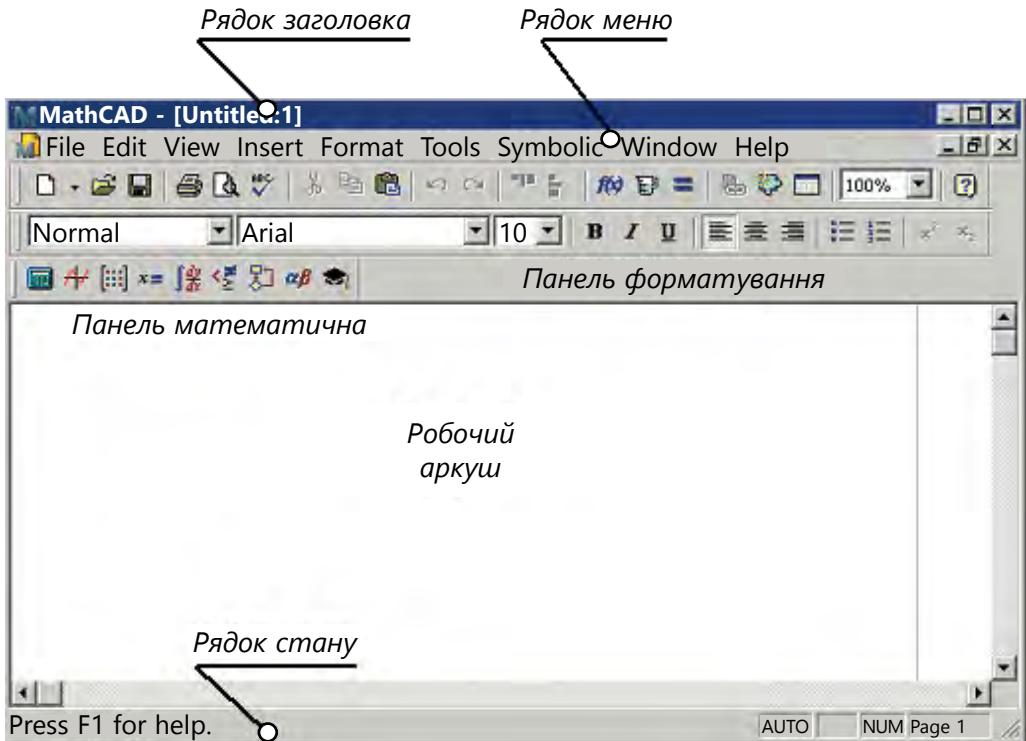 Рядок заголовка Рядок меню
MathCAD - [Untitled:1]
File Edit View Insert Format Tools Symbolic Window Help
100%
Normal Arial 10 B I U
Панель форматування
Панель математична
Робочий
аркуш
Рядок стану
Press F1 for help. AUTO NUM Page 1